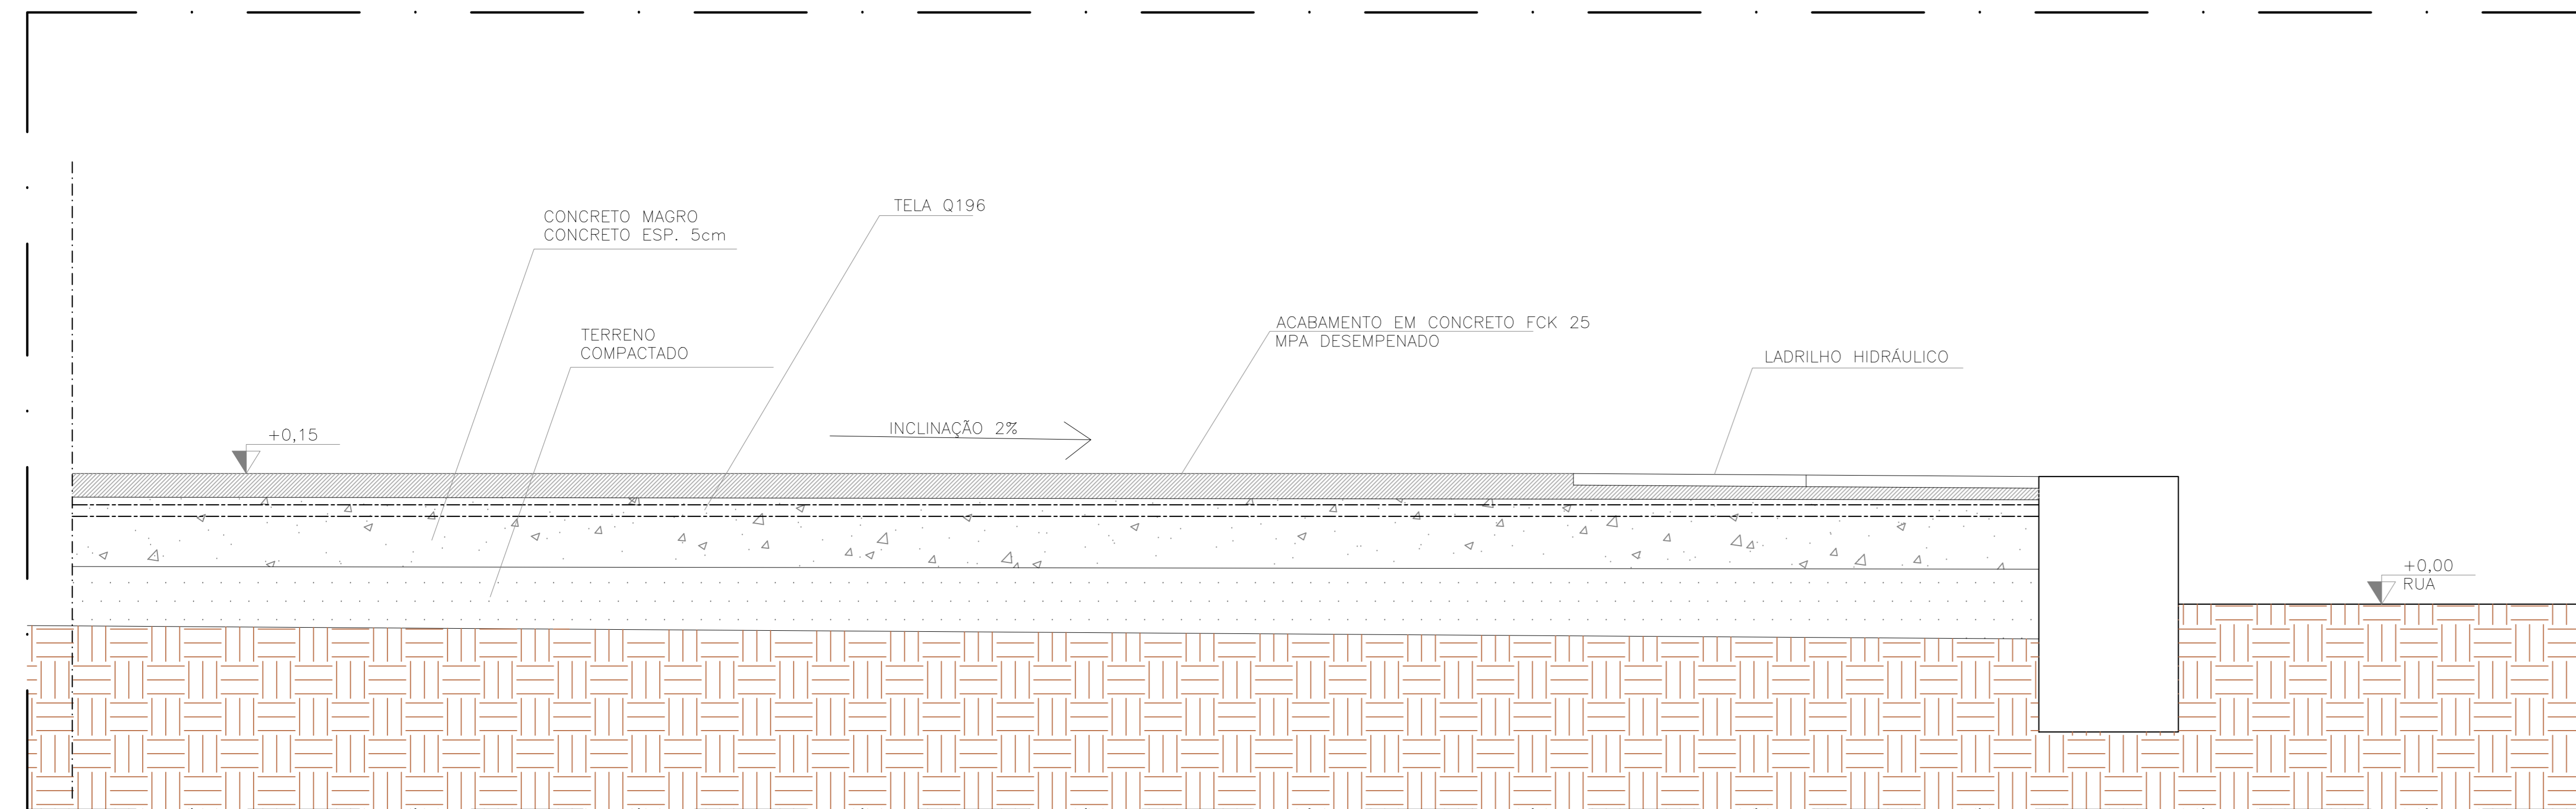 TELA Q196
CONCRETO MAGRO
CONCRETO ESP. 5cm
ACABAMENTO EM CONCRETO FCK 25
MPA DESEMPENADO
TERRENO
COMPACTADO
LADRILHO HIDRÁULICO
INCLINAÇÃO 2%
+0,15
+0,00
RUA